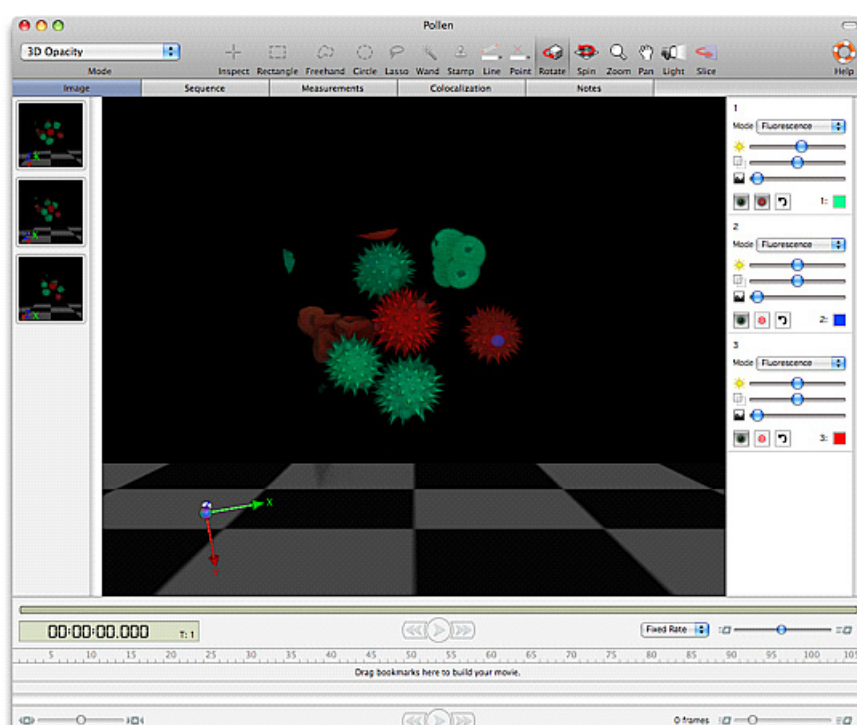 Pollen
3D Opacity
Mode Inspect Rectangle Freehand Circle Lasso Wand Stamp Line Point Rotate Spin Zoom Pan Light Slice Help
Image Sequence Measurements Colocalization Notes
1
Mode Fluorescence
1:
2
Mode Fluorescence
2:
3
Mode Fluorescence
3:
X
00:00:00.000 T: 1
Fixed Rate
5 10 15 20 25 30 35 40 45 50 55 60 65 70 75 80 85 90 95 100 105
Drag bookmarks here to build your movie.
0 frames